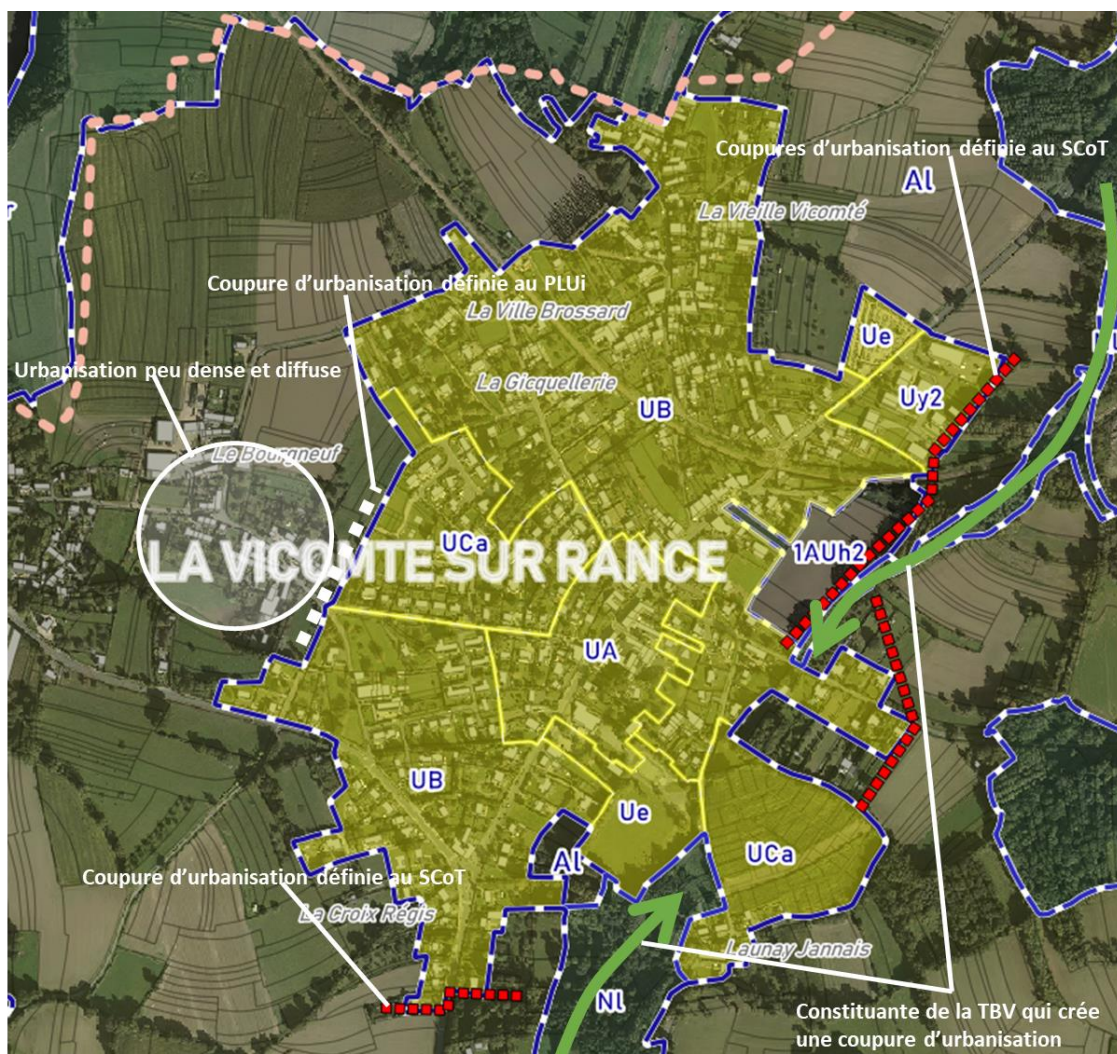 Coupures d'urbanisation définie au SCoT
Al
La Vieille Vicomté
Coupure d'urbanisation définie au PLUi
La Ville Brossard
Ue
Urbanisation peu dense et diffuse
La Gicquellerie
Uy2
UB
Le Bourgneuf
UCa
1AUh2
LA VICOMTE SUR RANCE
UA
UB
Ue
Al
UCa
Coupure d'urbanisation définie au SCoT
La Croix Régis
Launay Jannais
Nl
Constituante de la TBV qui crée
une coupure d'urbanisation